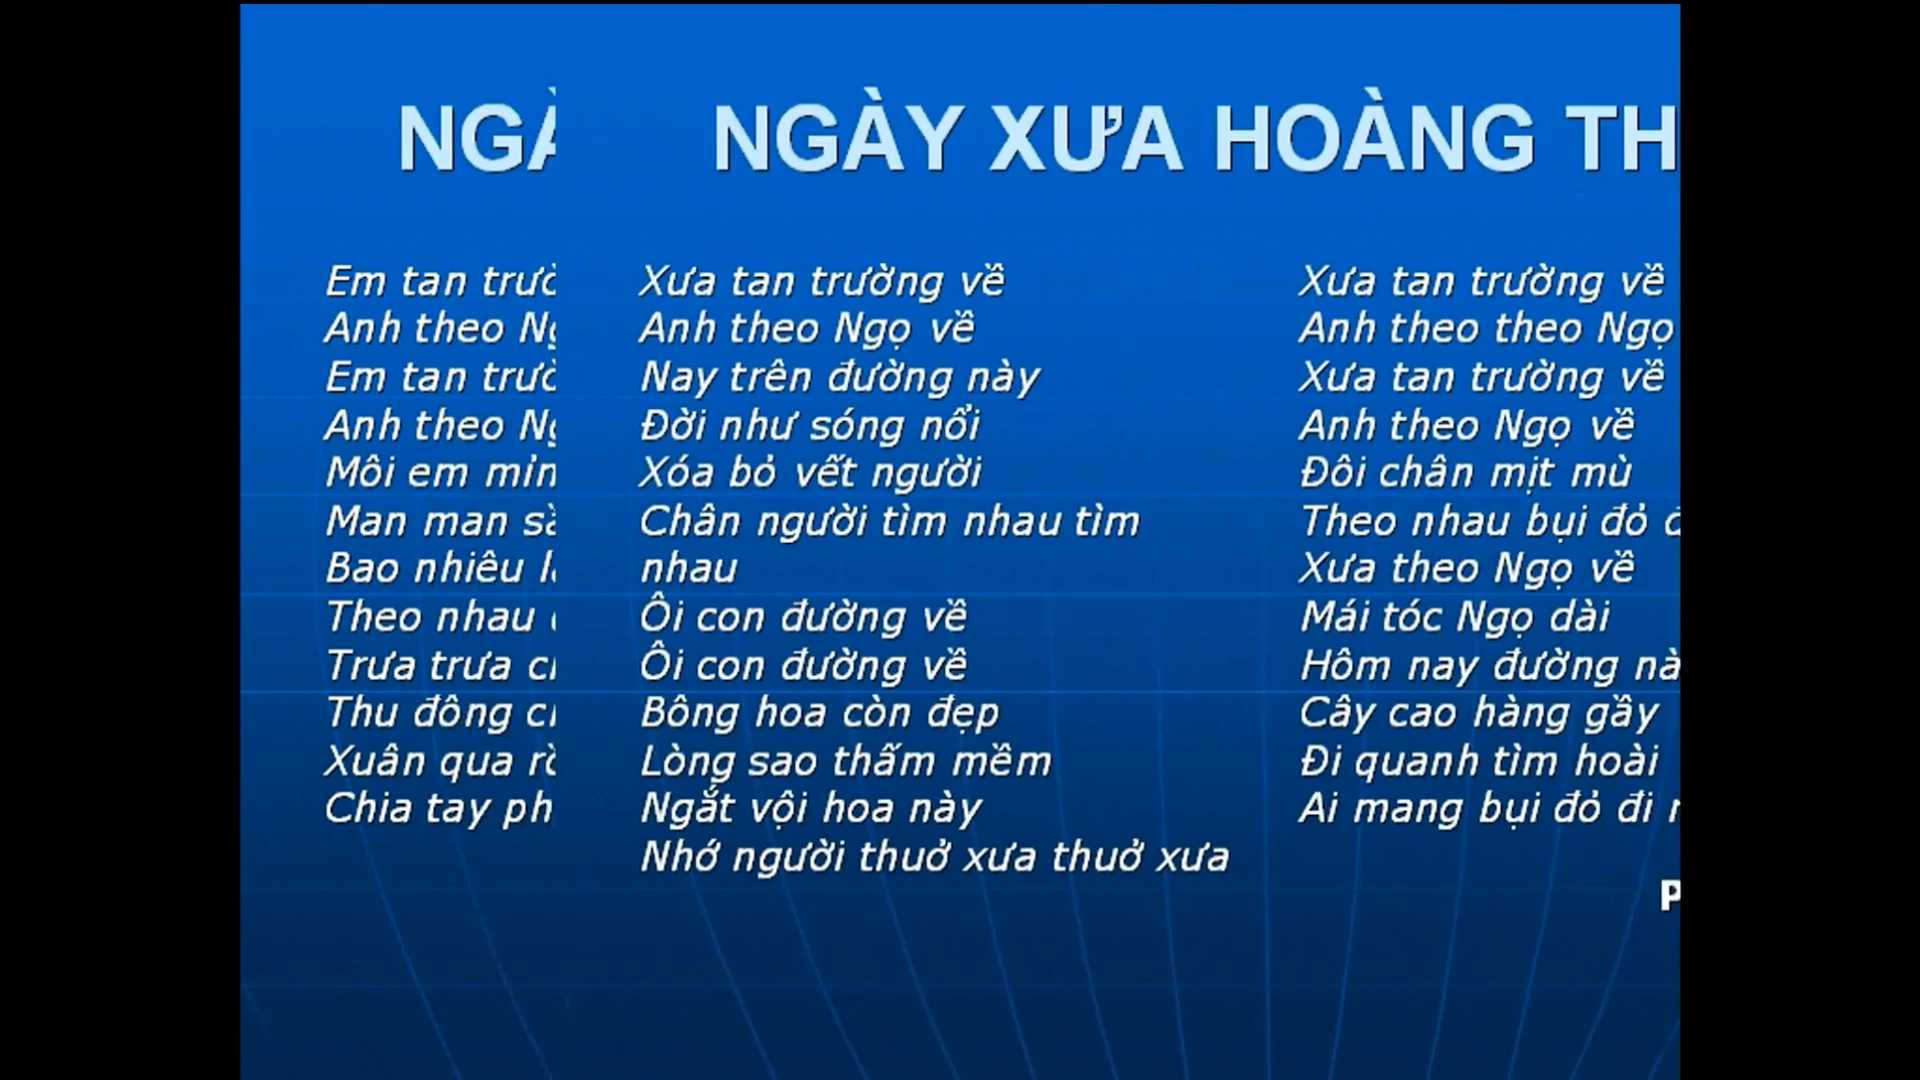 NGÀY XƯA HOÀNG
Em tan
Anh theo
Em tan
Anh theo
Môi em
Man man
Bao nhiêu
Theo nhau
Trưa trưa
Thu đông
Xuân qua
Chia tay
Xưa tan trường về
Anh theo Ngọ về
Nay trên đường này
Đời như sóng nổi
Xóa bỏ vết người
Chân người tìm nhau tìm
nhau
Ôi con đường về
Ôi con đường về
Bông hoa còn đẹp
Lòng sao thấm mềm
Ngắt vội hoa này
Nhớ người thuở xưa thuở xưa
Xưa tan trường về
Anh theo theo Ngọ
Xưa tan trường về
Anh theo Ngọ về
Đôi chân mịt mù
Theo nhau bụi đỏ
Xưa theo Ngọ về
Mái tóc Ngọ dài
Hôm nay đường
Cây cao hàng gầy
Đi quanh tìm hoài
Ai mang bụi đỏ đi